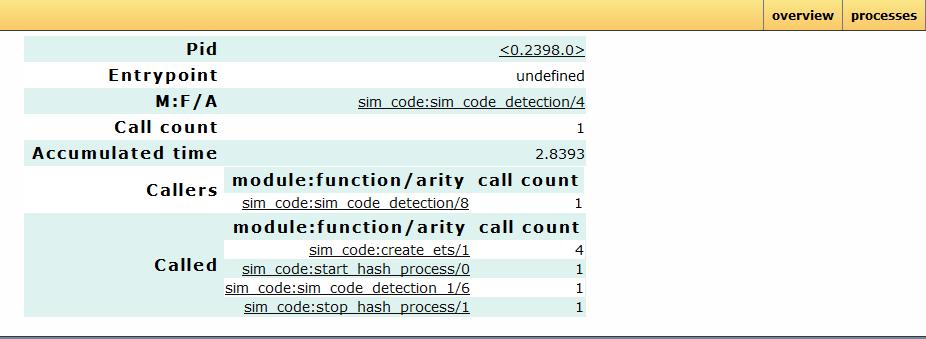 overview processes
Pid <0.2398.0>
Entrypoint undefined
M:F/A sim_code:sim_code_detection/4
Call count 1
Accumulated time 2.8393
Callers module:function/arity call count
sim_code:sim_code_detection/8 1
Called module:function/arity call count
sim_code:create_ets/1 4
sim_code:start_hash_process/0 1
sim_code:sim_code_detection_1/6 1
sim_code:stop_hash_process/1 1